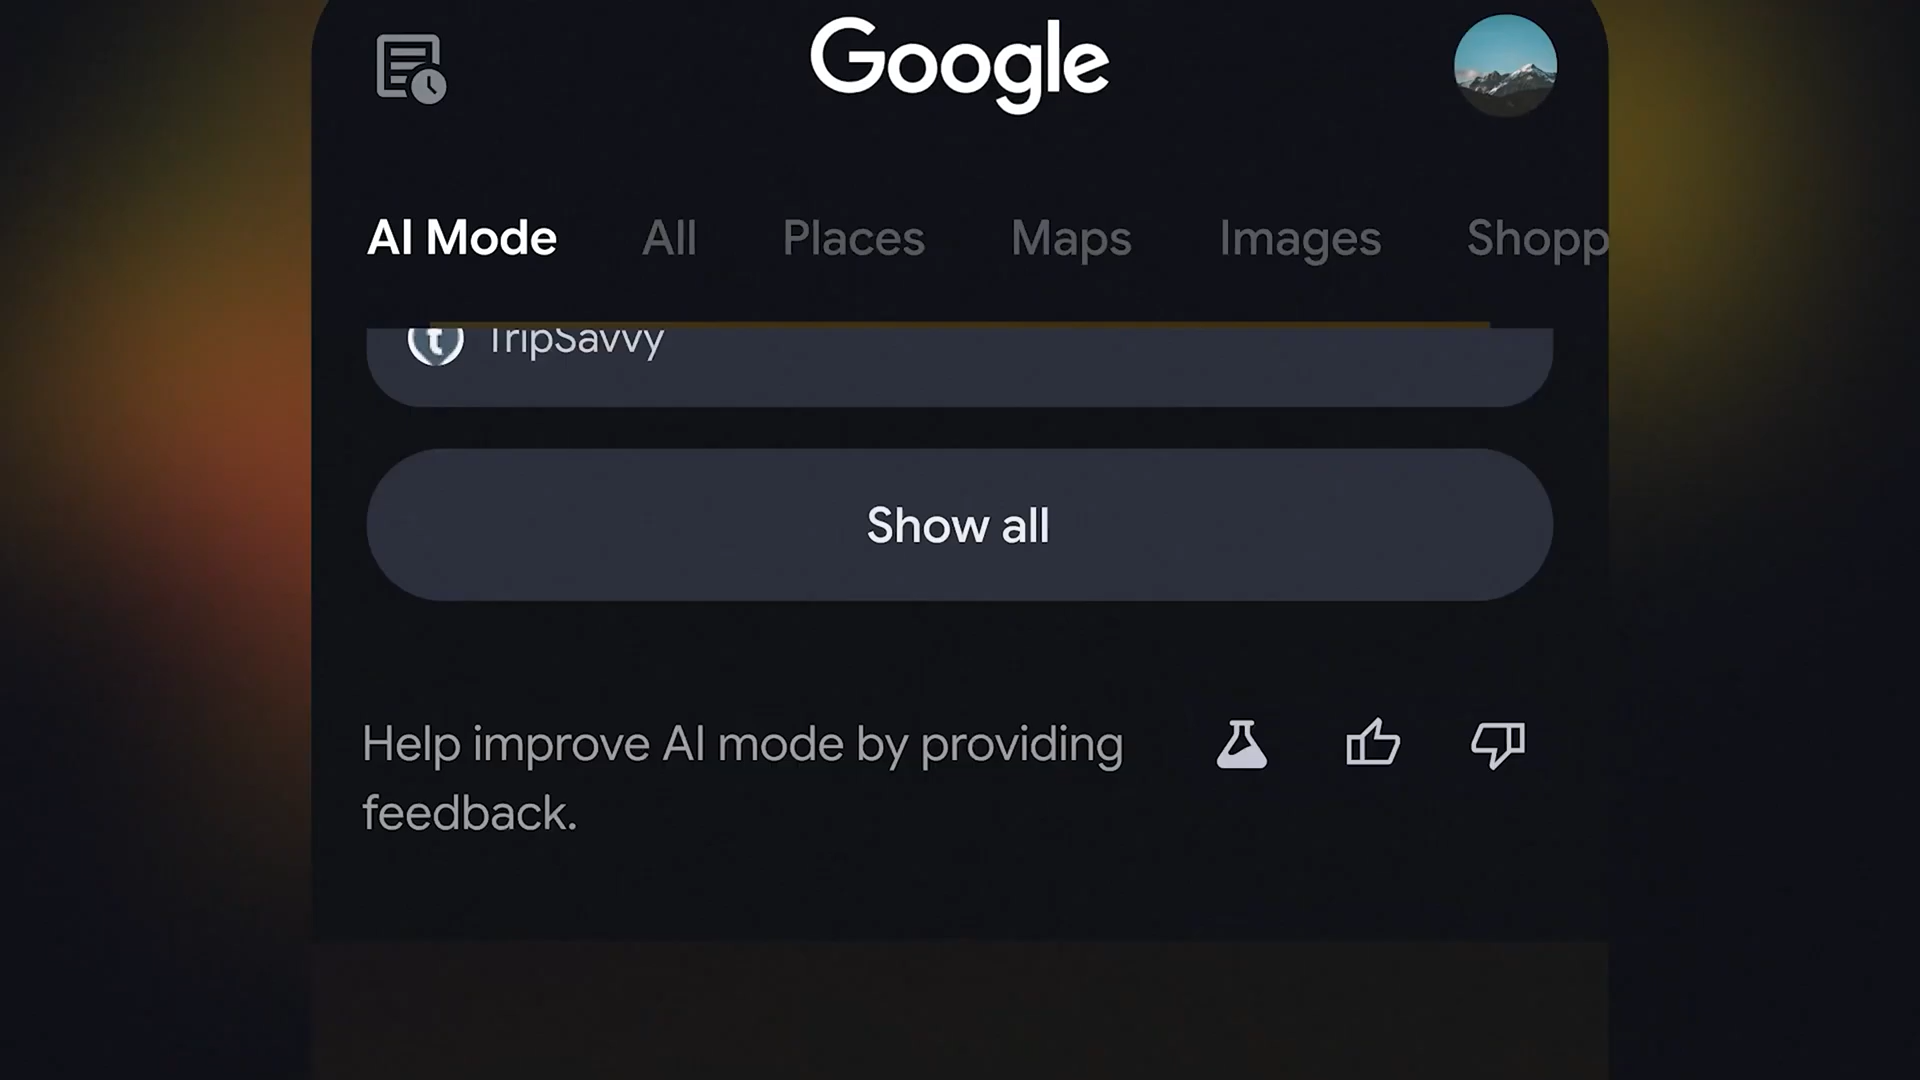 Google
AI Mode All Places Maps Images Shopp
TripSavvy
Show all
Help improve AI mode by providing
feedback.